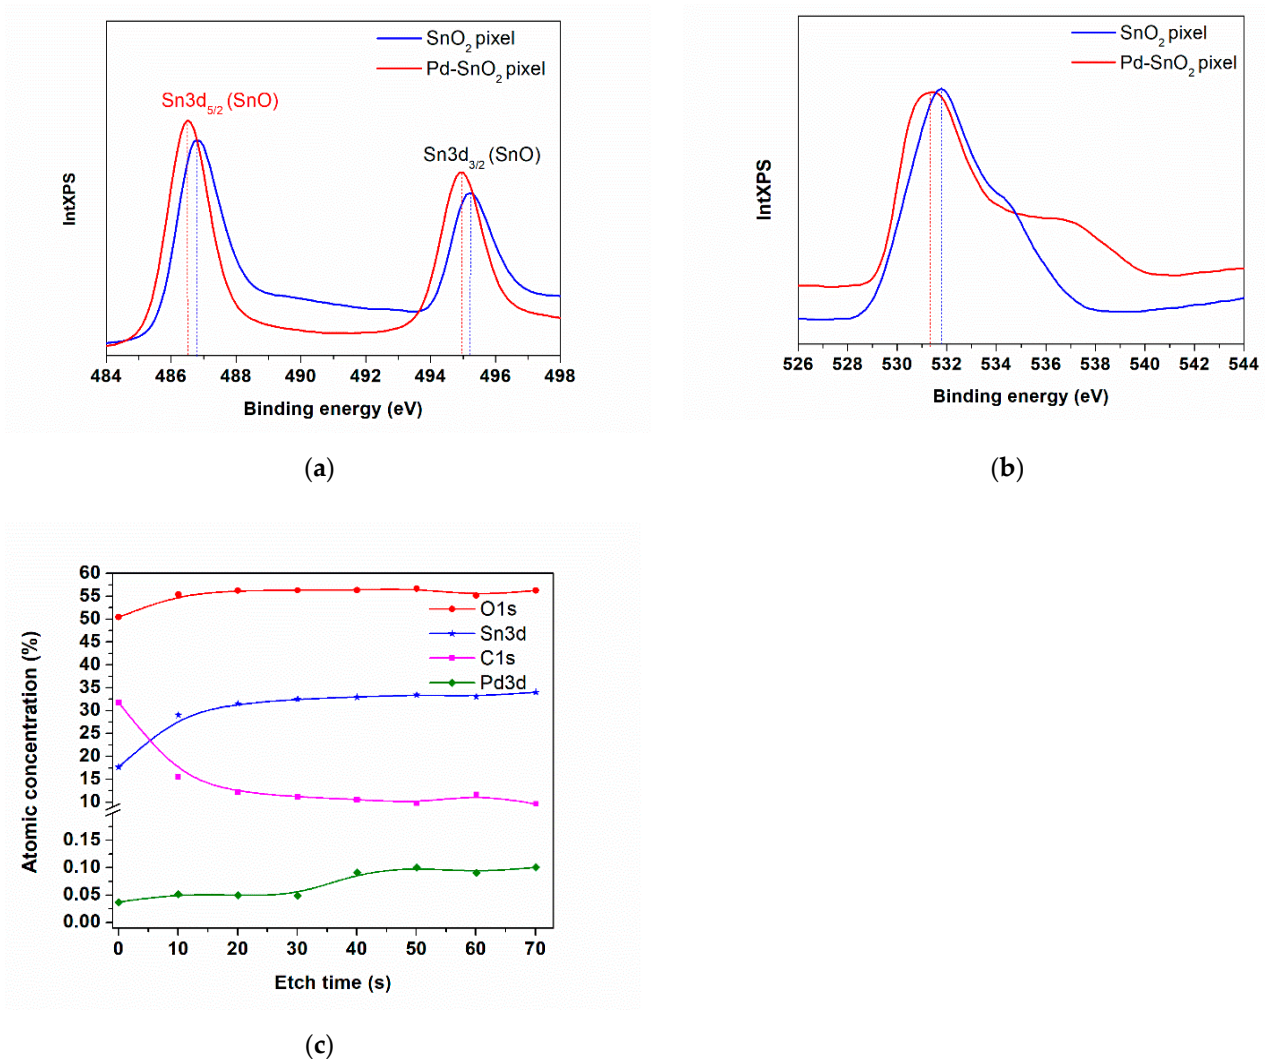 SnO2 pixel
Pd-SnO2 pixel
Sn3d5/2 (SnO)
Sn3d3/2 (SnO)
IntXPS
484 486 488 490 492 494 496 498
Binding energy (eV)
(a)
SnO2 pixel
Pd-SnO2 pixel
IntXPS
526 528 530 532 534 536 538 540 542 544
Binding energy (eV)
(b)
60
55
50
45
40
35
30
25
20
15
10
0.15
0.10
0.05
0.00
O1s
Sn3d
C1s
Pd3d
Atomic concentration (%)
0 10 20 30 40 50 60 70
Etch time (s)
(c)